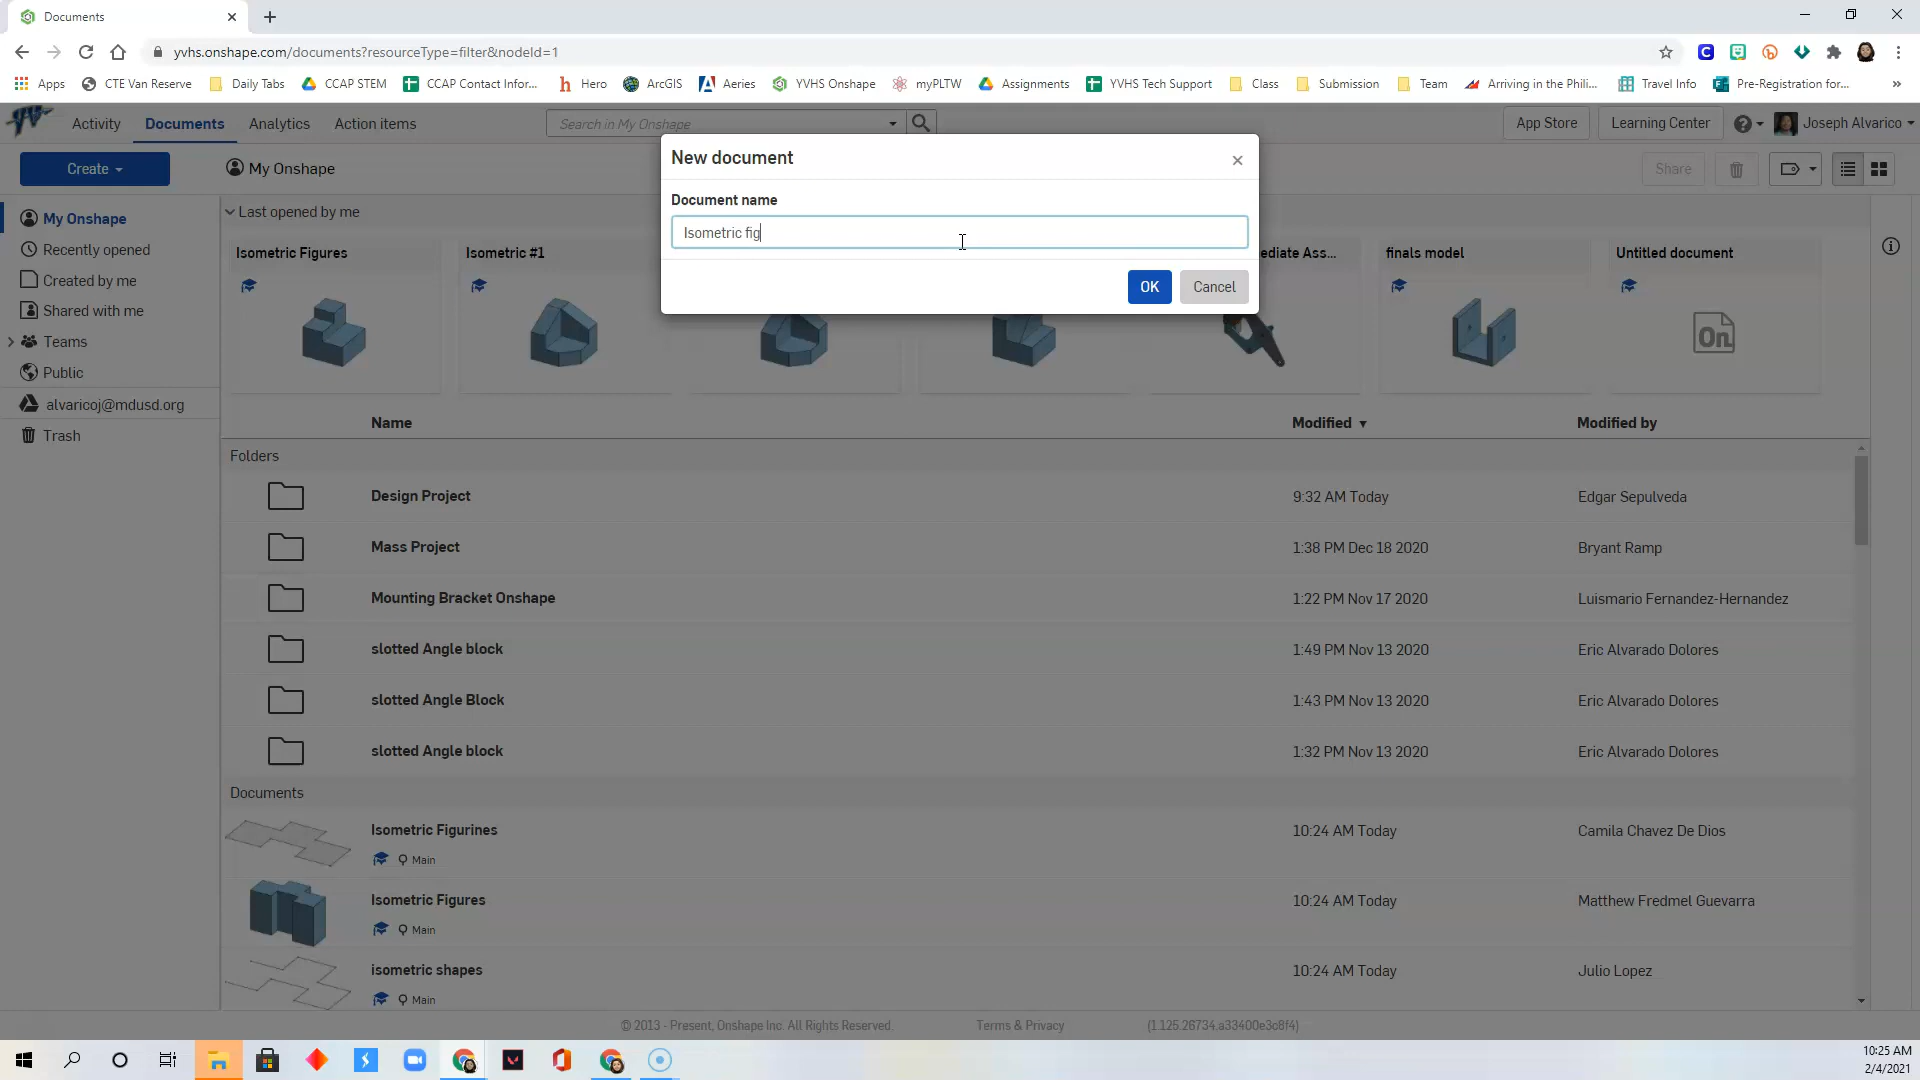 Documents
yvhs.onshape.com/documents?resourceType=filter&nodeId=1
Apps CTE Van Reserve Daily Tabs CCAP STEM CCAP Contact Infor... Hero ArcGIS Aeries YVHS Onshape myPLTW Assignments YVHS Tech Support Class Submission Team Arriving in the Phili... Travel Info Pre-Registration for... »
Activity Documents Analytics Action items Search in My Onshape App Store Learning Center Joseph Alvarico
Create My Onshape Share
New document
Document name
Isometric fig
OK Cancel
My Onshape
Recently opened
Created by me
Shared with me
Teams
Public
alvaricoj@mdusd.org
Trash
Last opened by me
Isometric Figures Isometric #1 ediate Ass... finals model Untitled document
On
Name Modified ▼ Modified by
Folders
Design Project 9:32 AM Today Edgar Sepulveda
Mass Project 1:38 PM Dec 18 2020 Bryant Ramp
Mounting Bracket Onshape 1:22 PM Nov 17 2020 Luismario Fernandez-Hernandez
slotted Angle block 1:49 PM Nov 13 2020 Eric Alvarado Dolores
slotted Angle Block 1:43 PM Nov 13 2020 Eric Alvarado Dolores
slotted Angle block 1:32 PM Nov 13 2020 Eric Alvarado Dolores
Documents
Isometric Figurines 10:24 AM Today Camila Chavez De Dios
Main
Isometric Figures 10:24 AM Today Matthew Fredmel Guevarra
Main
isometric shapes 10:24 AM Today Julio Lopez
Main
© 2013 - Present, Onshape Inc. All Rights Reserved. Terms & Privacy (1.125.26734.a33400e3c8f4)
10:25 AM
2/4/2021